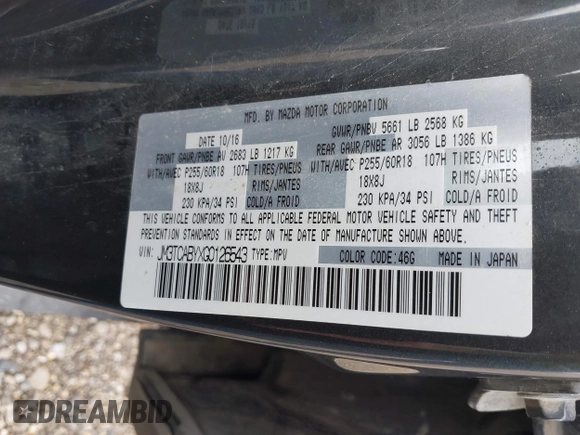 MFD. BY MAZDA MOTOR CORPORATION
DATE 10/16
GVWR/PNBV 5661 LB 2568 KG
FRONT GAWR/PNBE AV 2683 LB 1217 KG
REAR GAWR/PNBE AR 3056 LB 1386 KG
WITH/AVEC P255/60R18 107H TIRES/PNEUS
WITH/AVEC P255/60R18 107H TIRES/PNEUS
18X8J RIMS/JANTES
18X8J RIMS/JANTES
230 KPA/34 PSI COLD/A FROID
230 KPA/34 PSI COLD/A FROID
THIS VEHICLE CONFORMS TO ALL APPLICABLE FEDERAL MOTOR VEHICLE SAFETY AND THEFT
PREVENTION STANDARDS IN EFFECT ON THE DATE OF MANUFACTURE SHOWN ABOVE.
VIN: JM3TCABYXG0126543 TYPE:MPV COLOR CODE:46G MADE IN JAPAN
DREAMBID